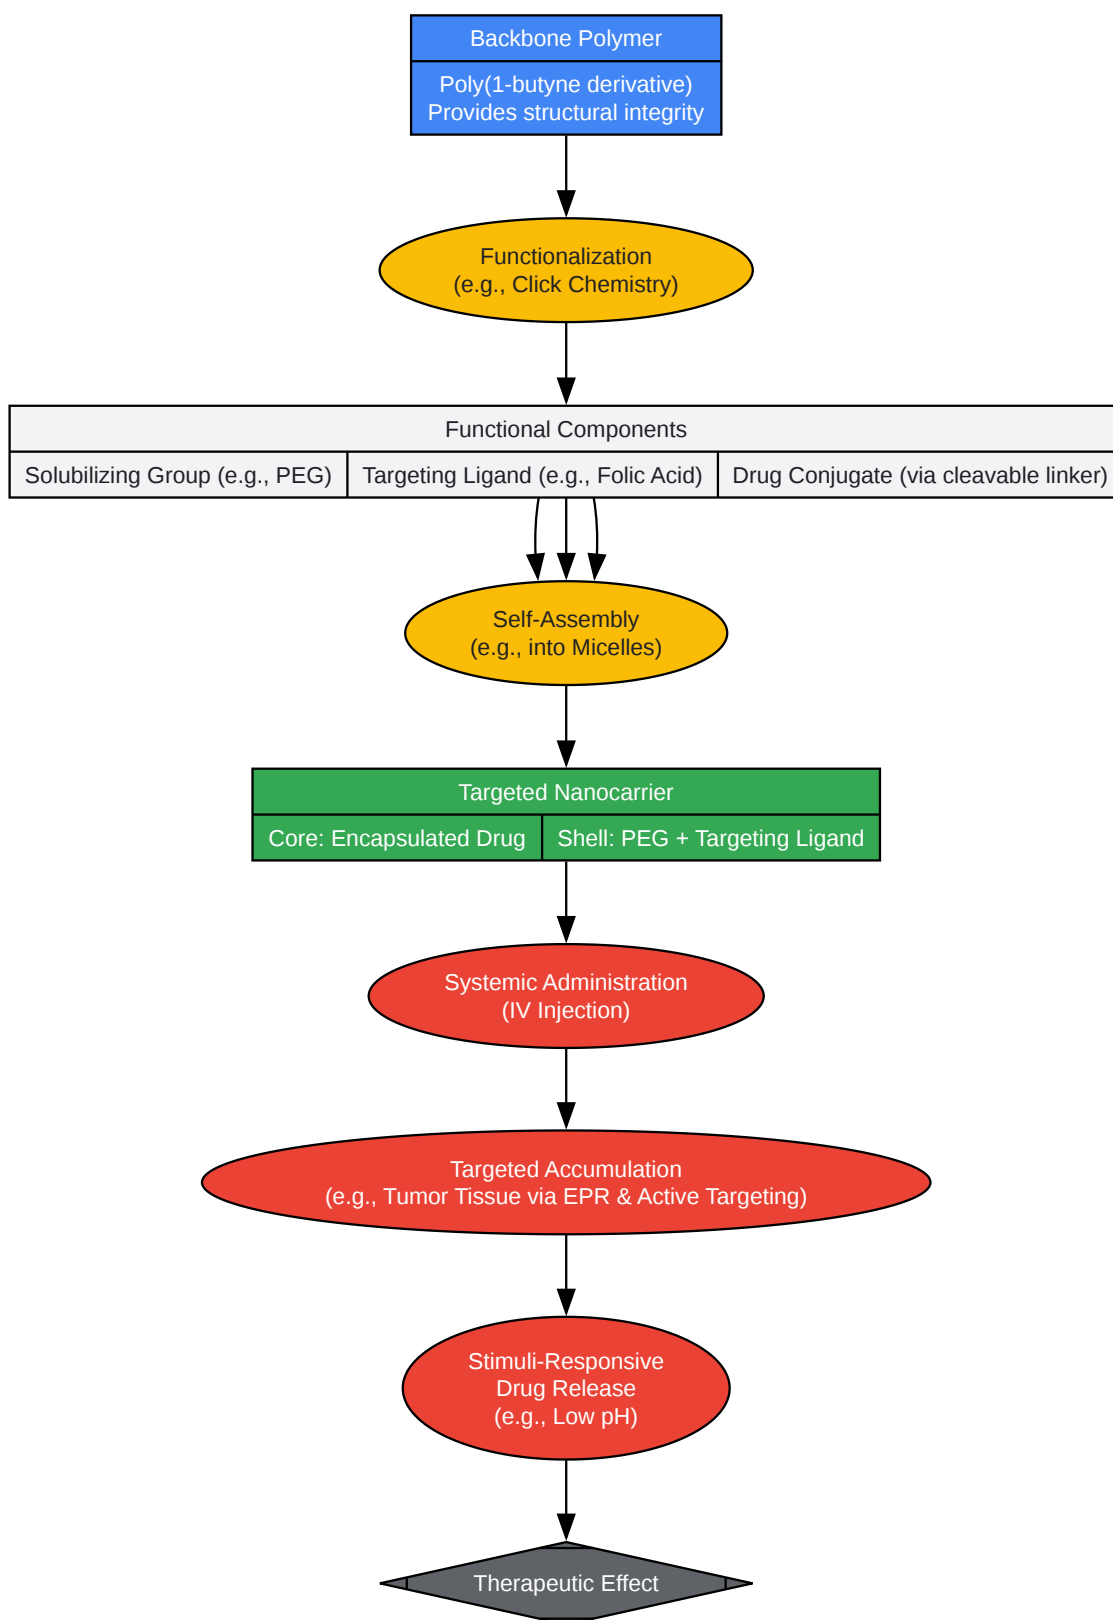 Backbone Polymer
Poly(1-butyne derivative)
Provides structural integrity
Functionalization
(e.g., Click Chemistry)
Functional Components
Solubilizing Group (e.g., PEG)
Targeting Ligand (e.g., Folic Acid)
Drug Conjugate (via cleavable linker)
Self-Assembly
(e.g., into Micelles)
Targeted Nanocarrier
Core: Encapsulated Drug
Shell: PEG + Targeting Ligand
Systemic Administration
(IV Injection)
Targeted Accumulation
(e.g., Tumor Tissue via EPR & Active Targeting)
Stimuli-Responsive
Drug Release
(e.g., Low pH)
Therapeutic Effect